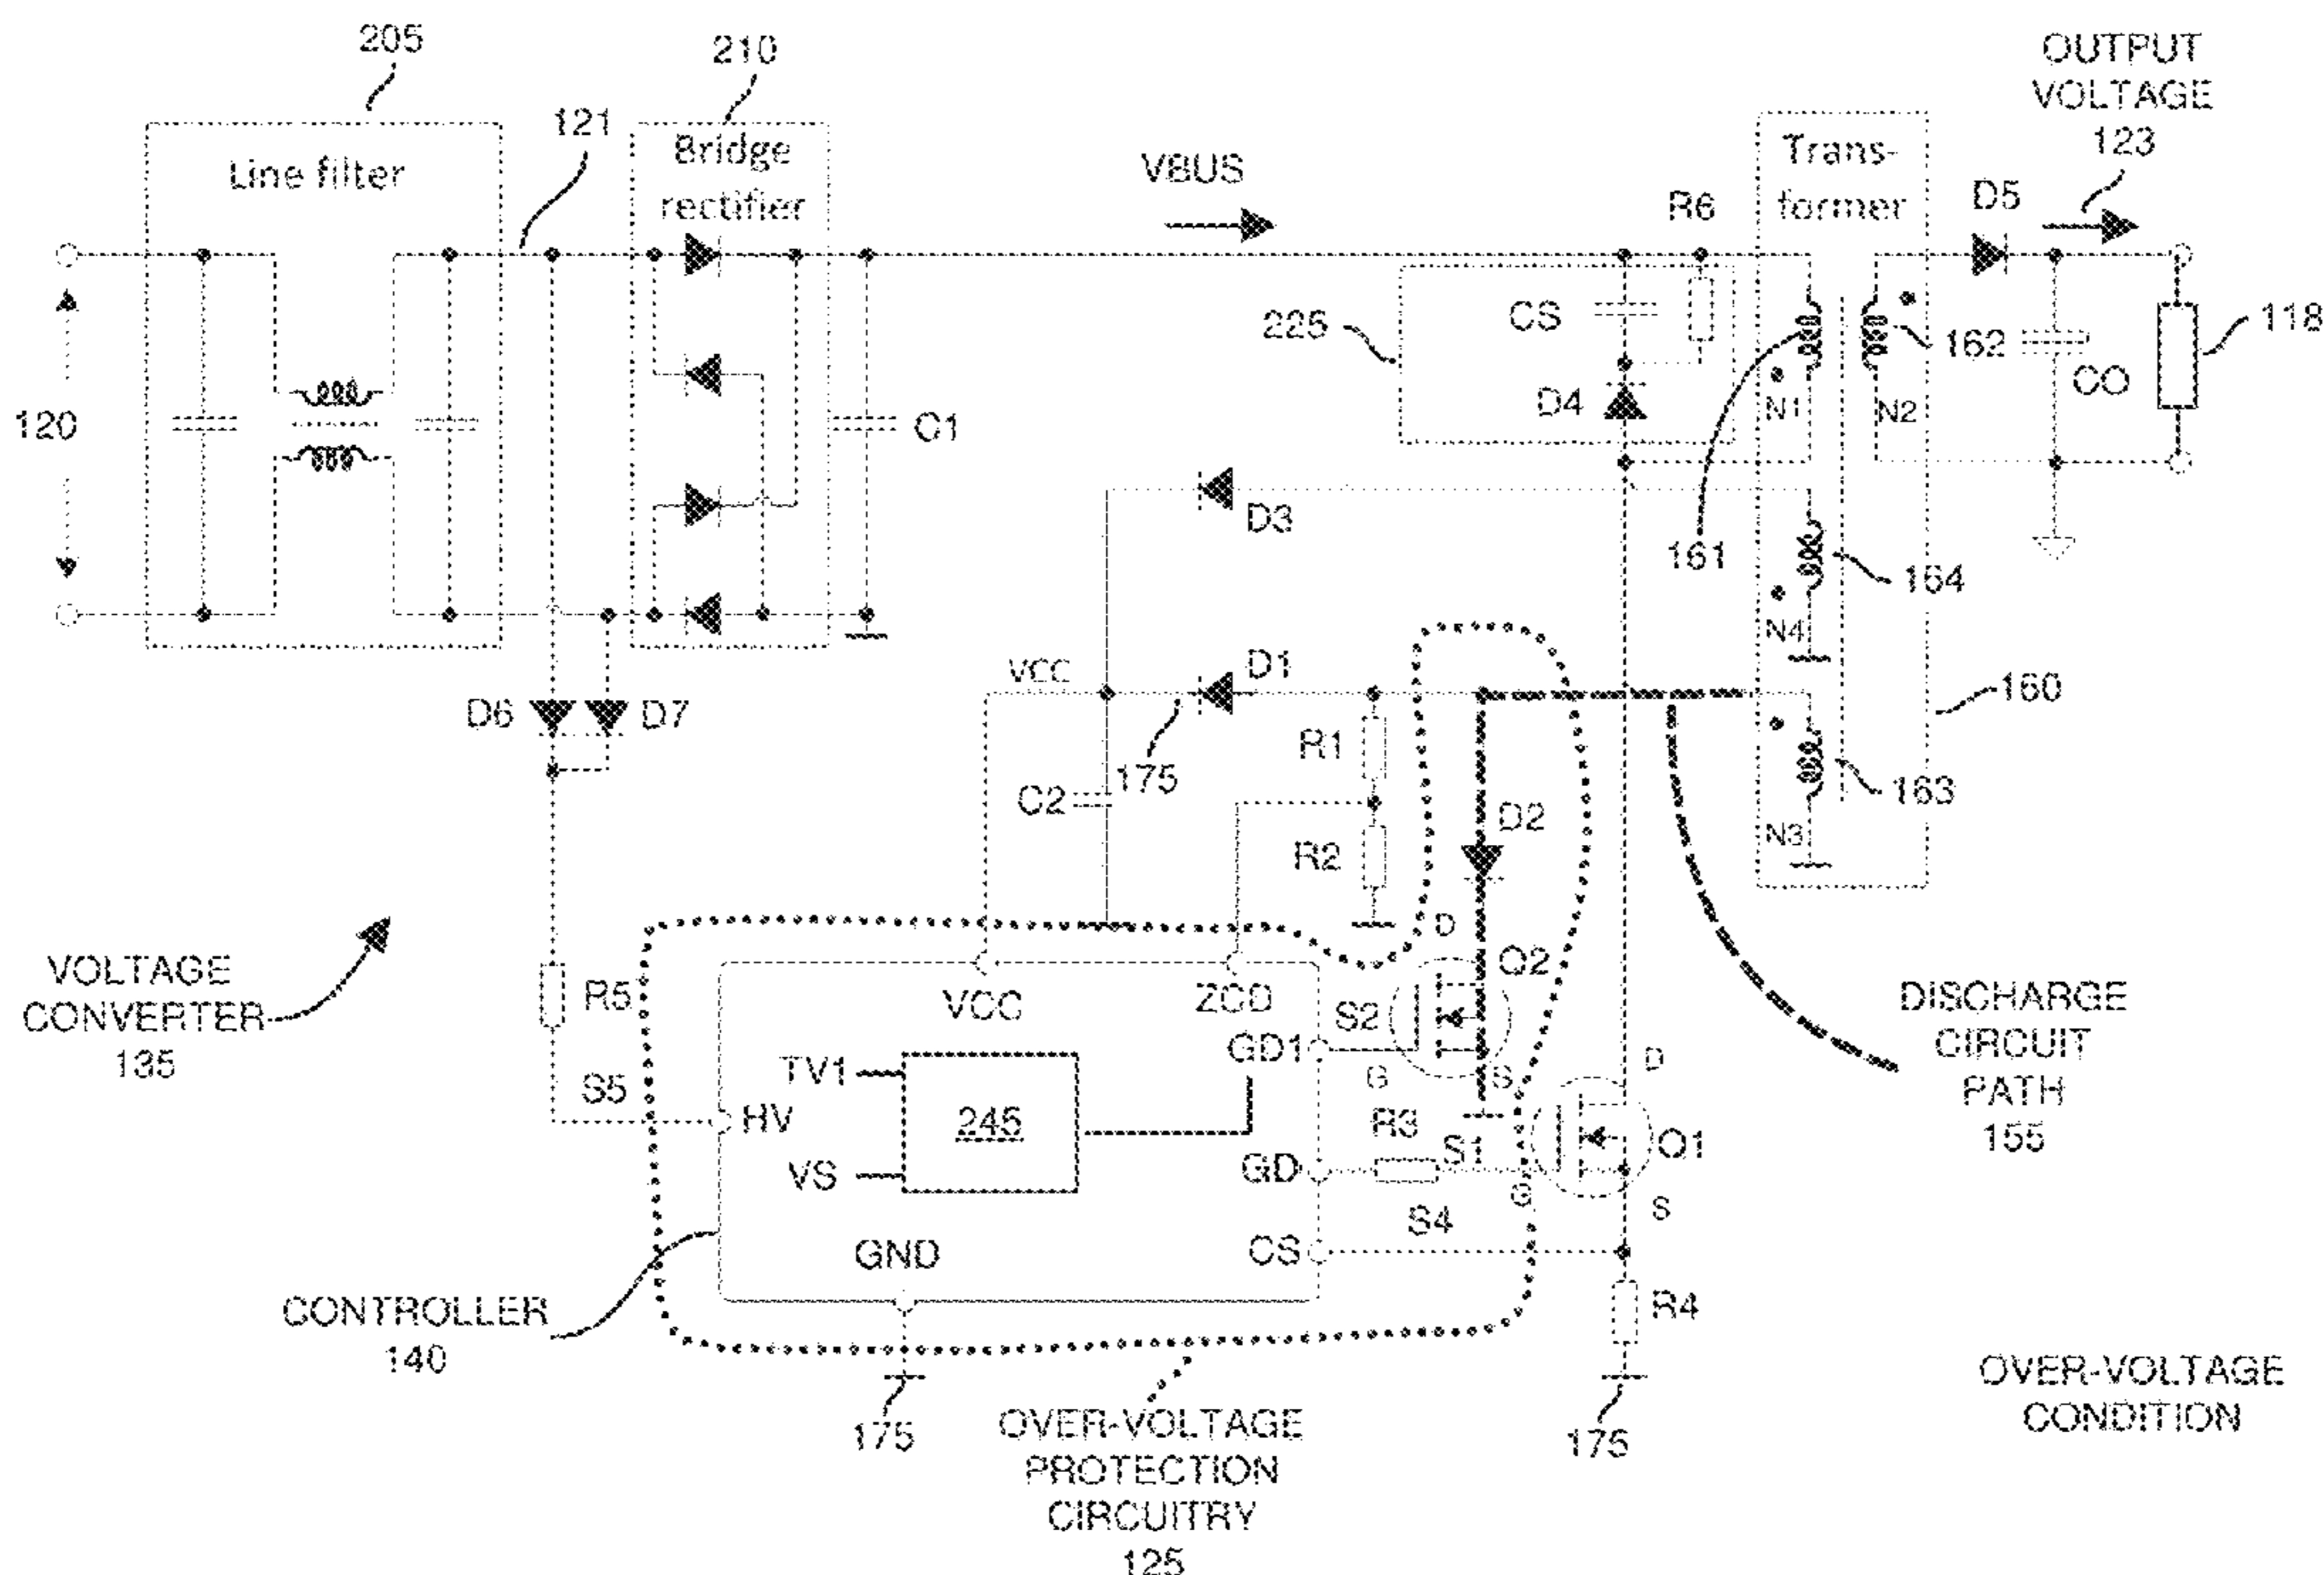 205
210
121
Line filter
Bridge
rectifier
VBUS
R6
Trans-
former
OUTPUT
VOLTAGE
123
D5
118
120
C1
225
CS
D4
N1
N2
162
CO
D3
161
164
N4
VCC
D1
175
160
D6
D7
R1
C2
D2
163
R2
N3
D
Q2
VOLTAGE
CONVERTER
135
R5
VCC
ZCD
S2
GD1
G
S
DISCHARGE
CIRCUIT
PATH
155
TV1
S5
HV
245
R3
S1
D
Q1
VS
GD
G
S
S4
GND
CS
CONTROLLER
140
R4
175
OVER-VOLTAGE
PROTECTION
CIRCUITRY
125
175
OVER-VOLTAGE
CONDITION